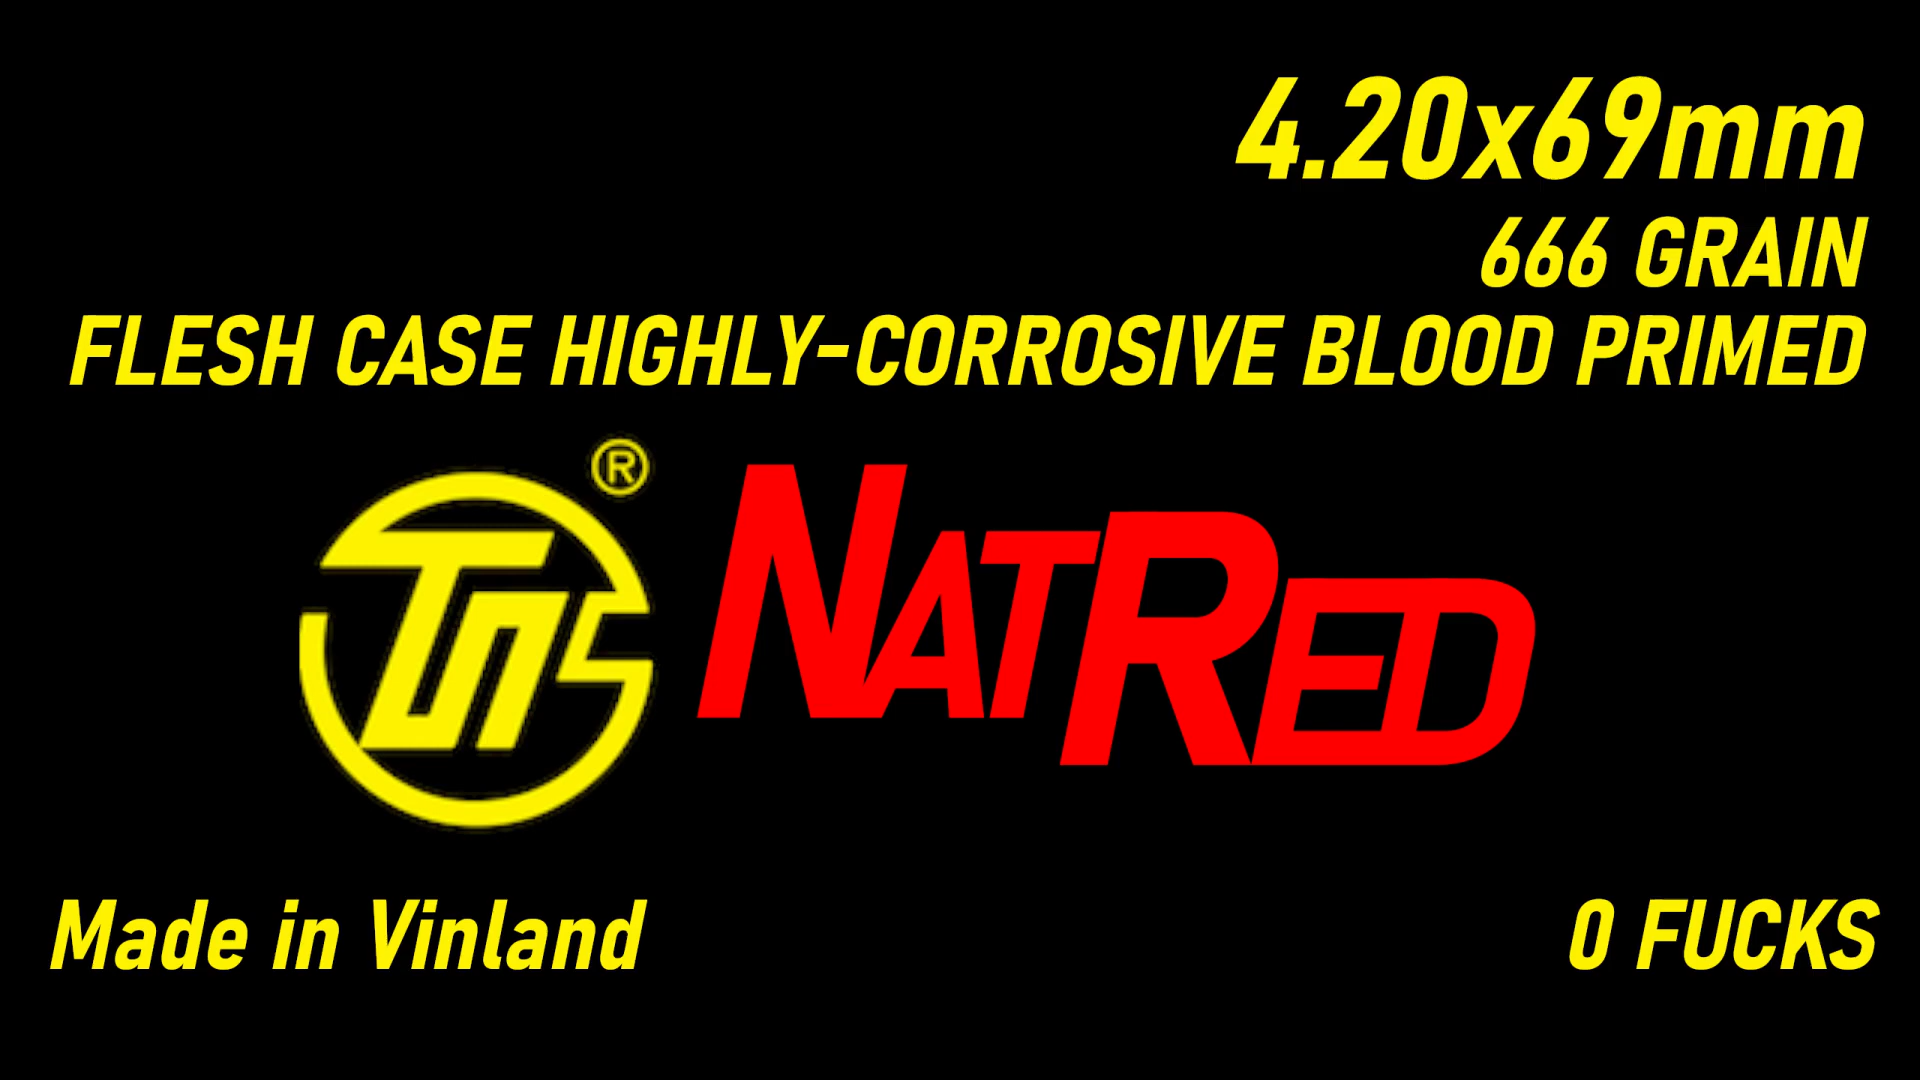 4.20x69mm
666 GRAIN
FLESH CASE HIGHLY-CORROSIVE BLOOD PRIMED
®
NATRED
Made in Vinland
0 FUCKS